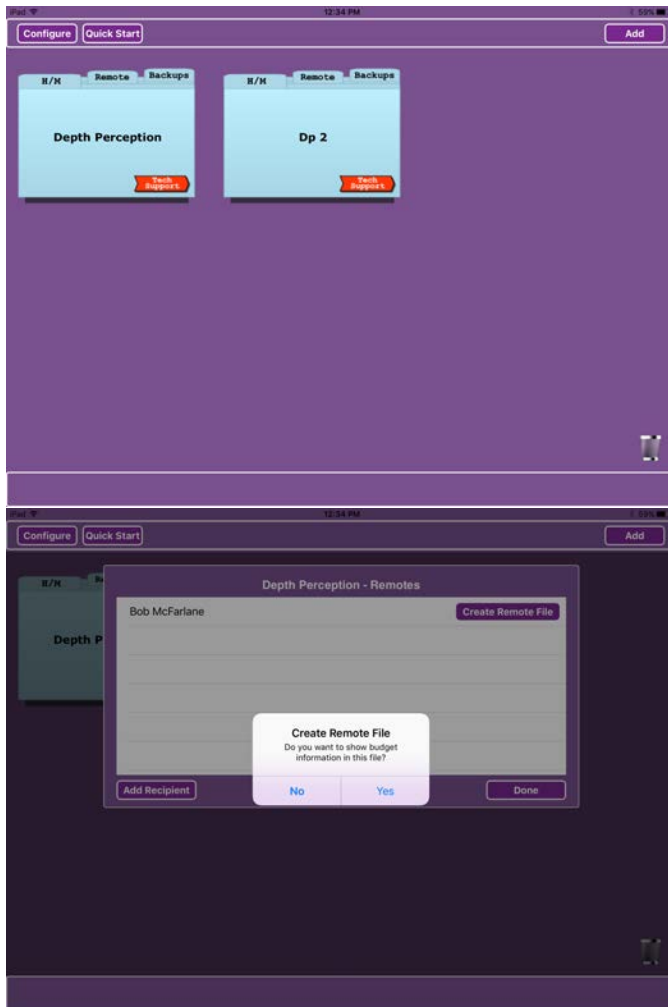 iPad 12:34 PM 59%
Configure Quick Start Add
H/M Remote Backups H/M Remote Backups
Depth Perception Dp 2
Tech Support Tech Support
iPad 12:34 PM 59%
Configure Quick Start Add
H/M
Depth Perception - Remotes
Bob McFarlane Create Remote File
Depth P
Create Remote File
Do you want to show budget
information in this file?
Add Recipient No Yes Done